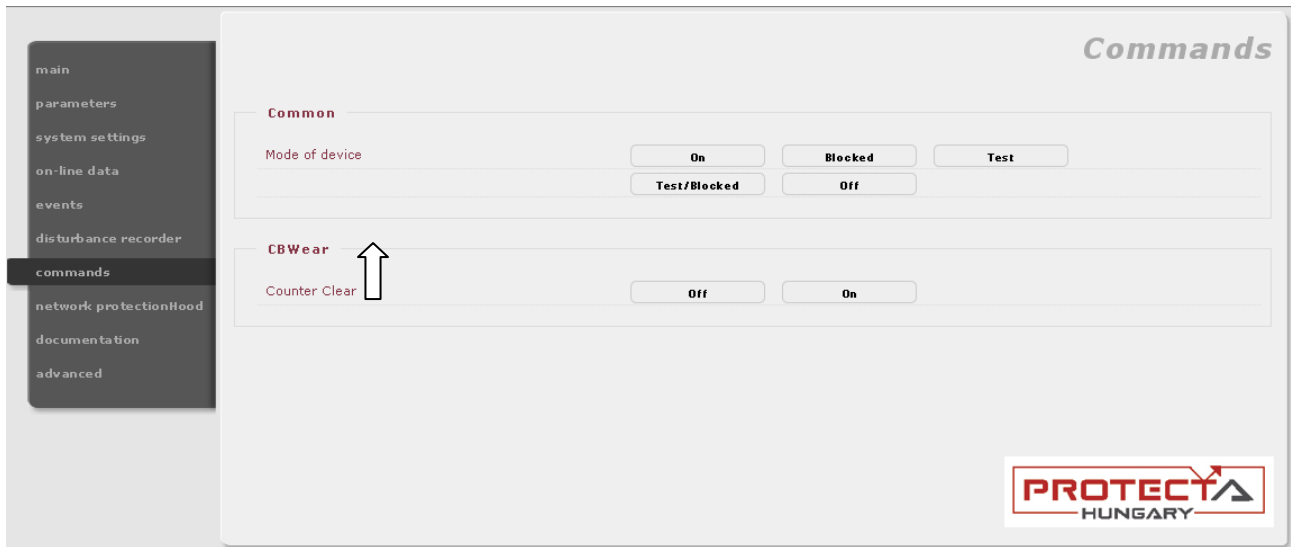 Commands
main
parameters
system settings
on-line data
events
disturbance recorder
commands
network protectionHood
documentation
advanced
Common
Mode of device On Blocked Test
Test/Blocked Off
CBWear
Counter Clear Off On
PROTECTA
HUNGARY